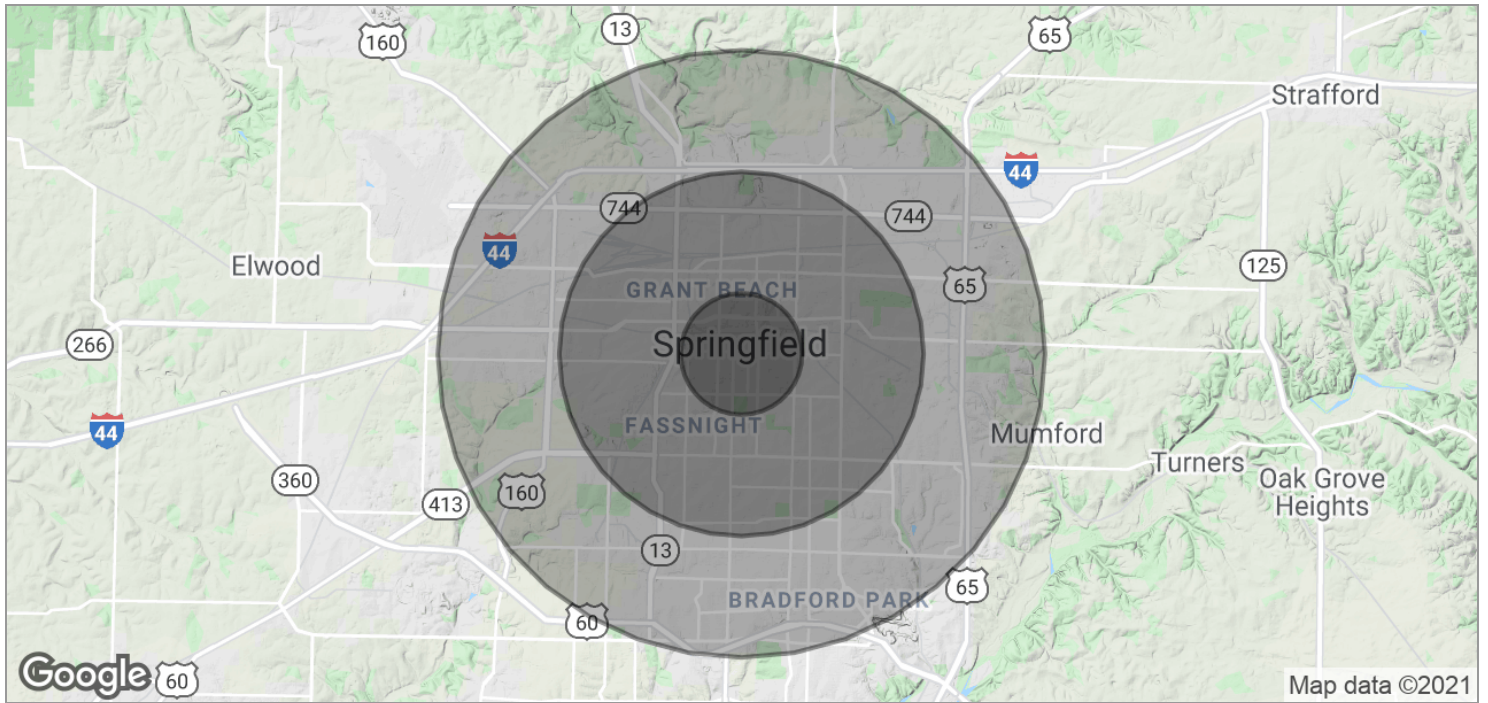 13
160
65
Strafford
44
744
744
44
Elwood
125
65
GRANT BEACH
266
Springfield
FASSNIGHT
44
Mumford
Turners
Oak Grove
Heights
360
160
413
13
65
BRADFORD PARK
60
Google
60
Map data ©2021